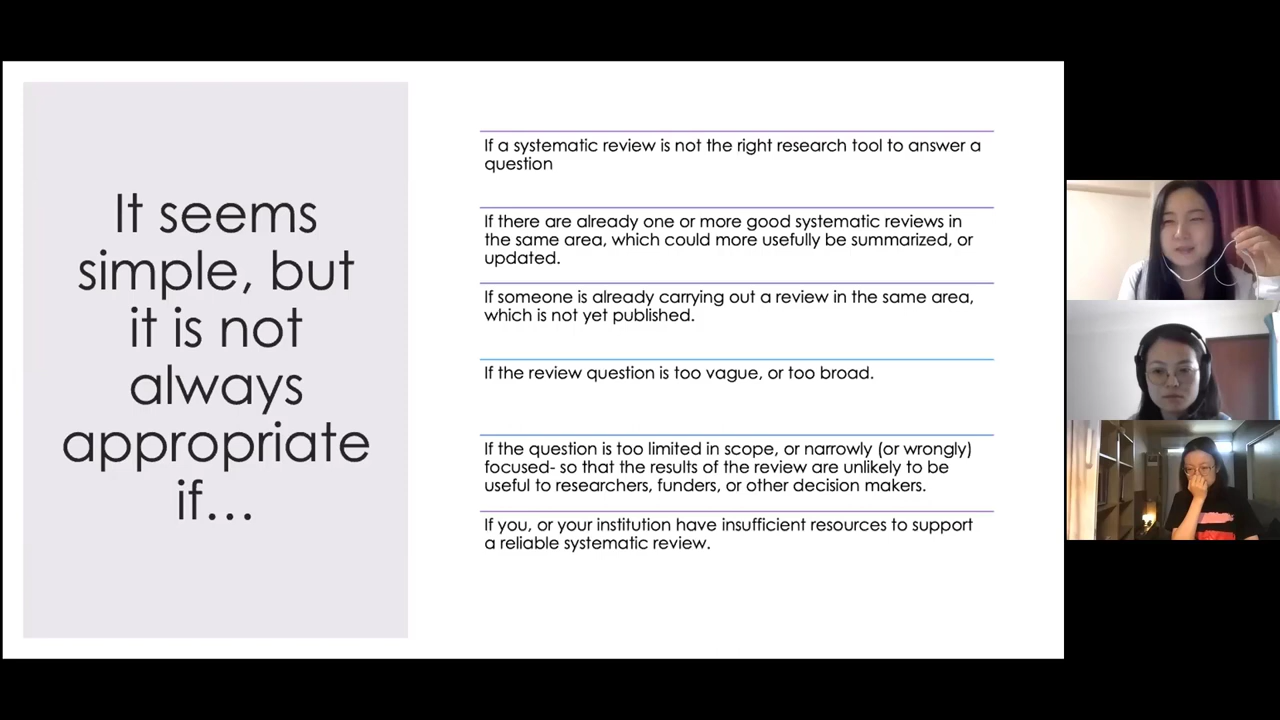 It seems
simple, but
it is not
always
appropriate
if…
If a systematic review is not the right research tool to answer a
question
If there are already one or more good systematic reviews in
the same area, which could more usefully be summarized, or
updated.
If someone is already carrying out a review in the same area,
which is not yet published.
If the review question is too vague, or too broad.
If the question is too limited in scope, or narrowly (or wrongly)
focused- so that the results of the review are unlikely to be
useful to researchers, funders, or other decision makers.
If you, or your institution have insufficient resources to support
a reliable systematic review.